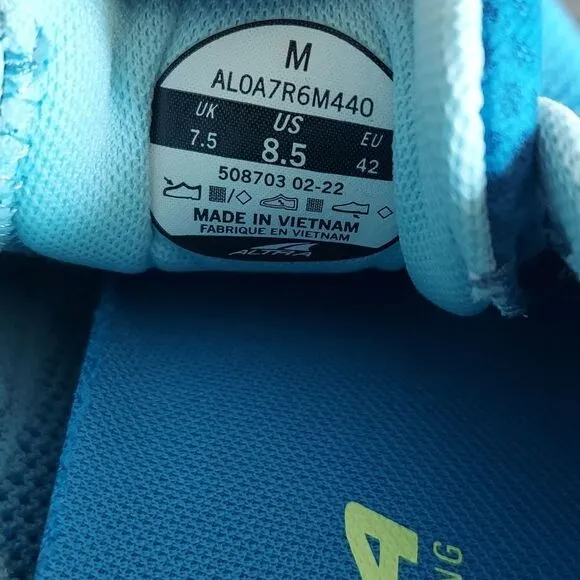 M
AL0A7R6M440
UK US EU
7.5 8.5 42
508703 02-22
MADE IN VIETNAM
FABRIQUE EN VIETNAM
ALTRA